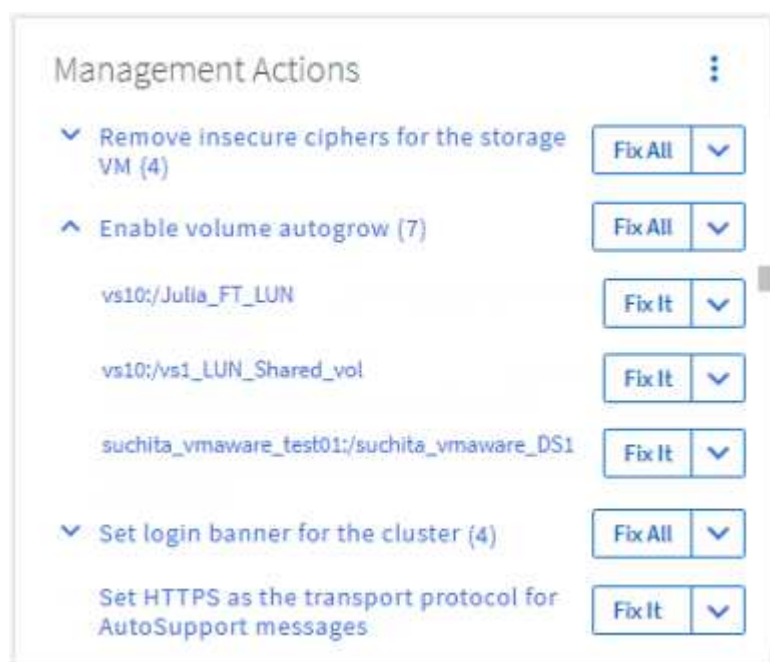 Management Actions
Remove insecure ciphers for the storage
VM (4)
Fix All
Enable volume autogrow (7)
Fix All
vs10:/Julia_FT_LUN
Fix It
vs10:/vs1_LUN_Shared_vol
Fix It
suchita_vmaware_test01:/suchita_vmaware_DS1
Fix It
Set login banner for the cluster (4)
Fix All
Set HTTPS as the transport protocol for
AutoSupport messages
Fix It